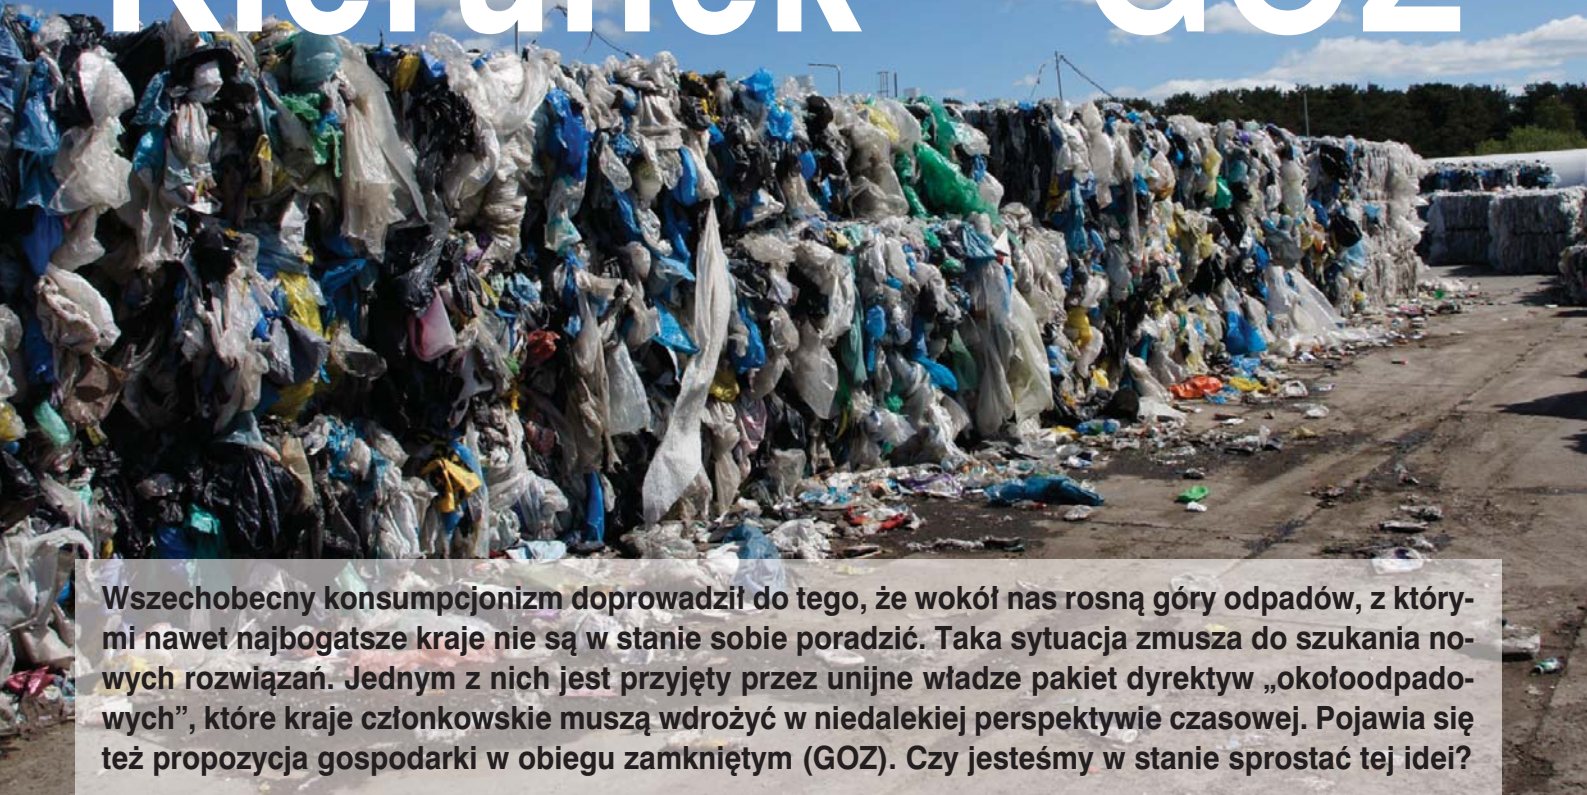 Kierunek GOZ
Wszechobecny konsumpcjonizm doprowadził do tego, że wokół nas rosną góry odpadów, z który-
mi nawet najbogatsze kraje nie są w stanie sobie poradzić. Taka sytuacja zmusza do szukania no-
wych rozwiązań. Jednym z nich jest przyjęty przez unijne władze pakiet dyrektyw „okołoodpado-
wych”, które kraje członkowskie muszą wdrożyć w niedalekiej perspektywie czasowej. Pojawia się
też propozycja gospodarki w obiegu zamkniętym (GOZ). Czy jesteśmy w stanie sprostać tej idei?